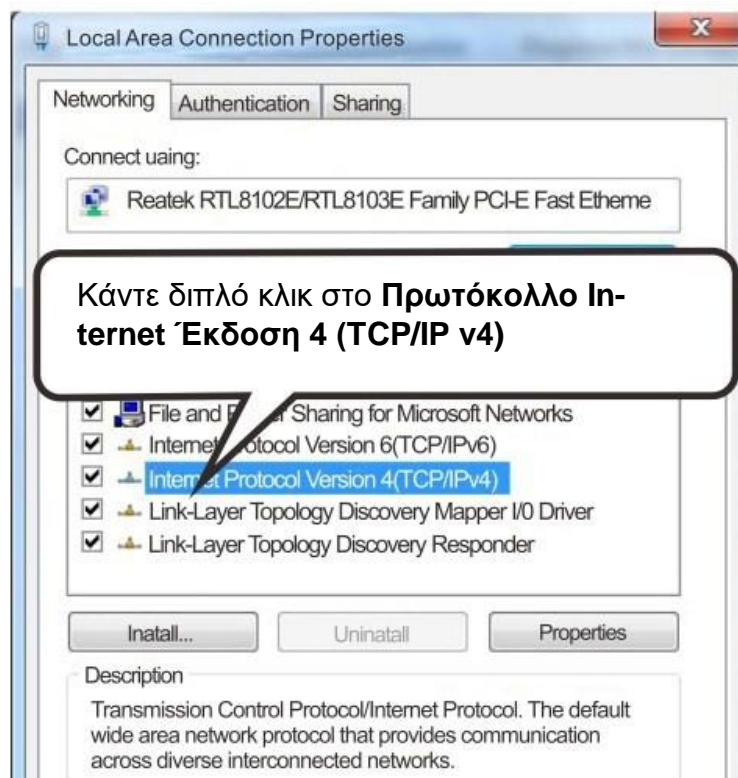 Local Area Connection Properties
Networking Authentication Sharing
Connect uaing:
Reatek RTL8102E/RTL8103E Family PCI-E Fast Etheme
Κάντε διπλό κλικ στο Πρωτόκολλο In-
ternet Έκδοση 4 (TCP/IP v4)
File and Sharing for Microsoft Networks
Internet Protocol Version 6(TCP/IPv6)
Internet Protocol Version 4(TCP/IPv4)
Link-Layer Topology Discovery Mapper I/0 Driver
Link-Layer Topology Discovery Responder
Inatall... Uninatall Properties
Description
Transmission Control Protocol/Internet Protocol. The default
wide area network protocol that provides communication
across diverse interconnected networks.